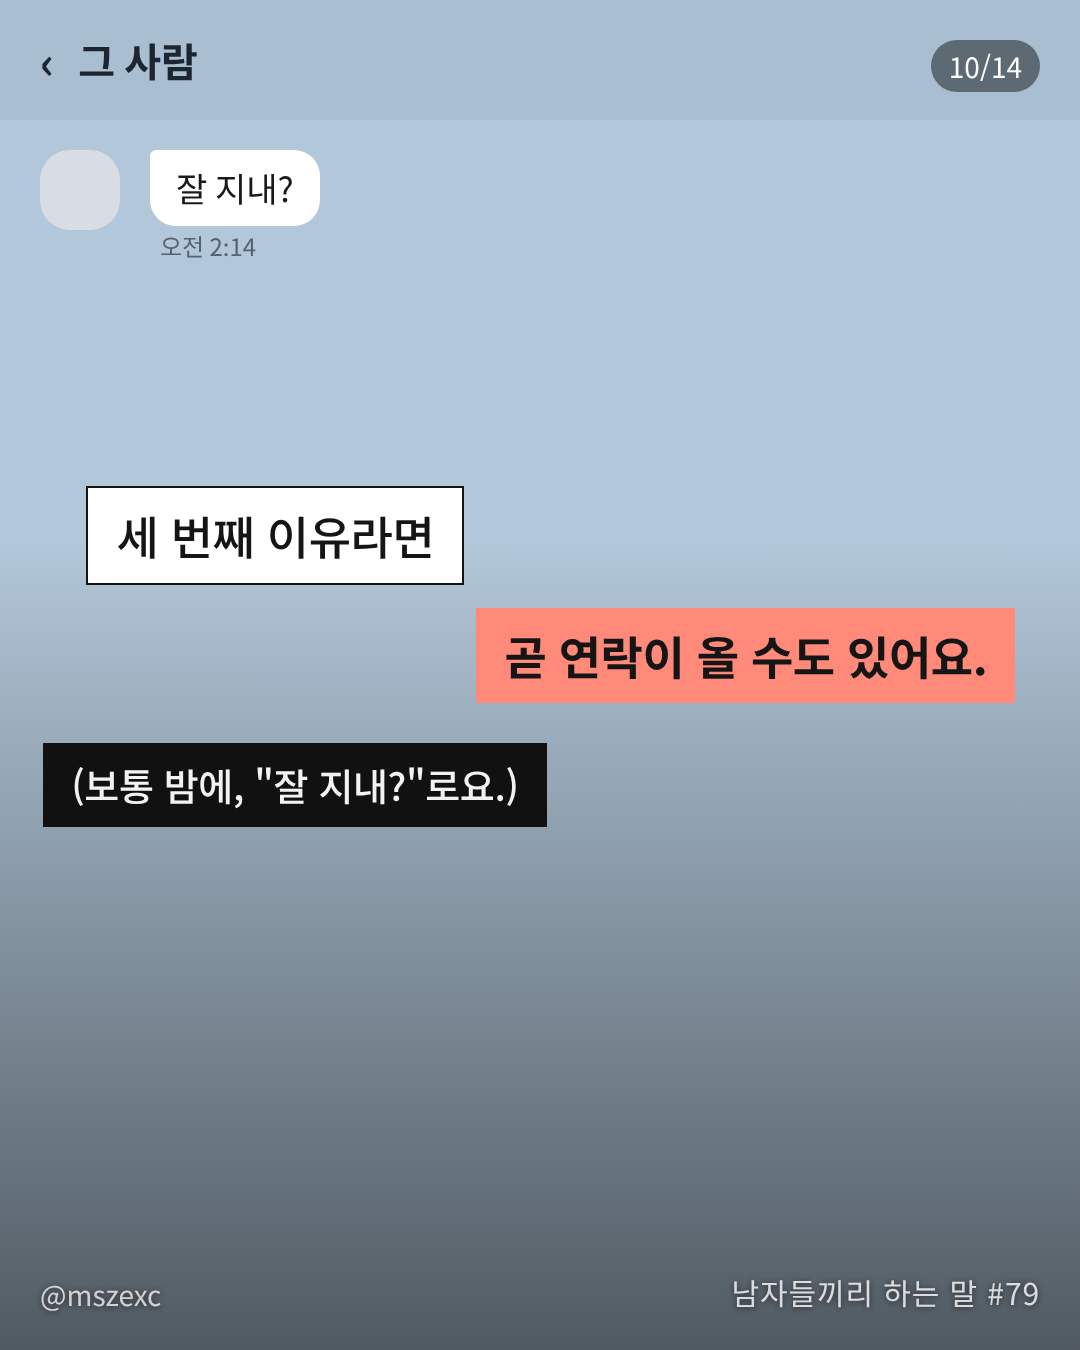 ‹ 그 사람
10/14
잘 지내?
오전 2:14
세 번째 이유라면
곧 연락이 올 수도 있어요.
(보통 밤에, "잘 지내?"로요.)
@mszexc
남자들끼리 하는 말 #79